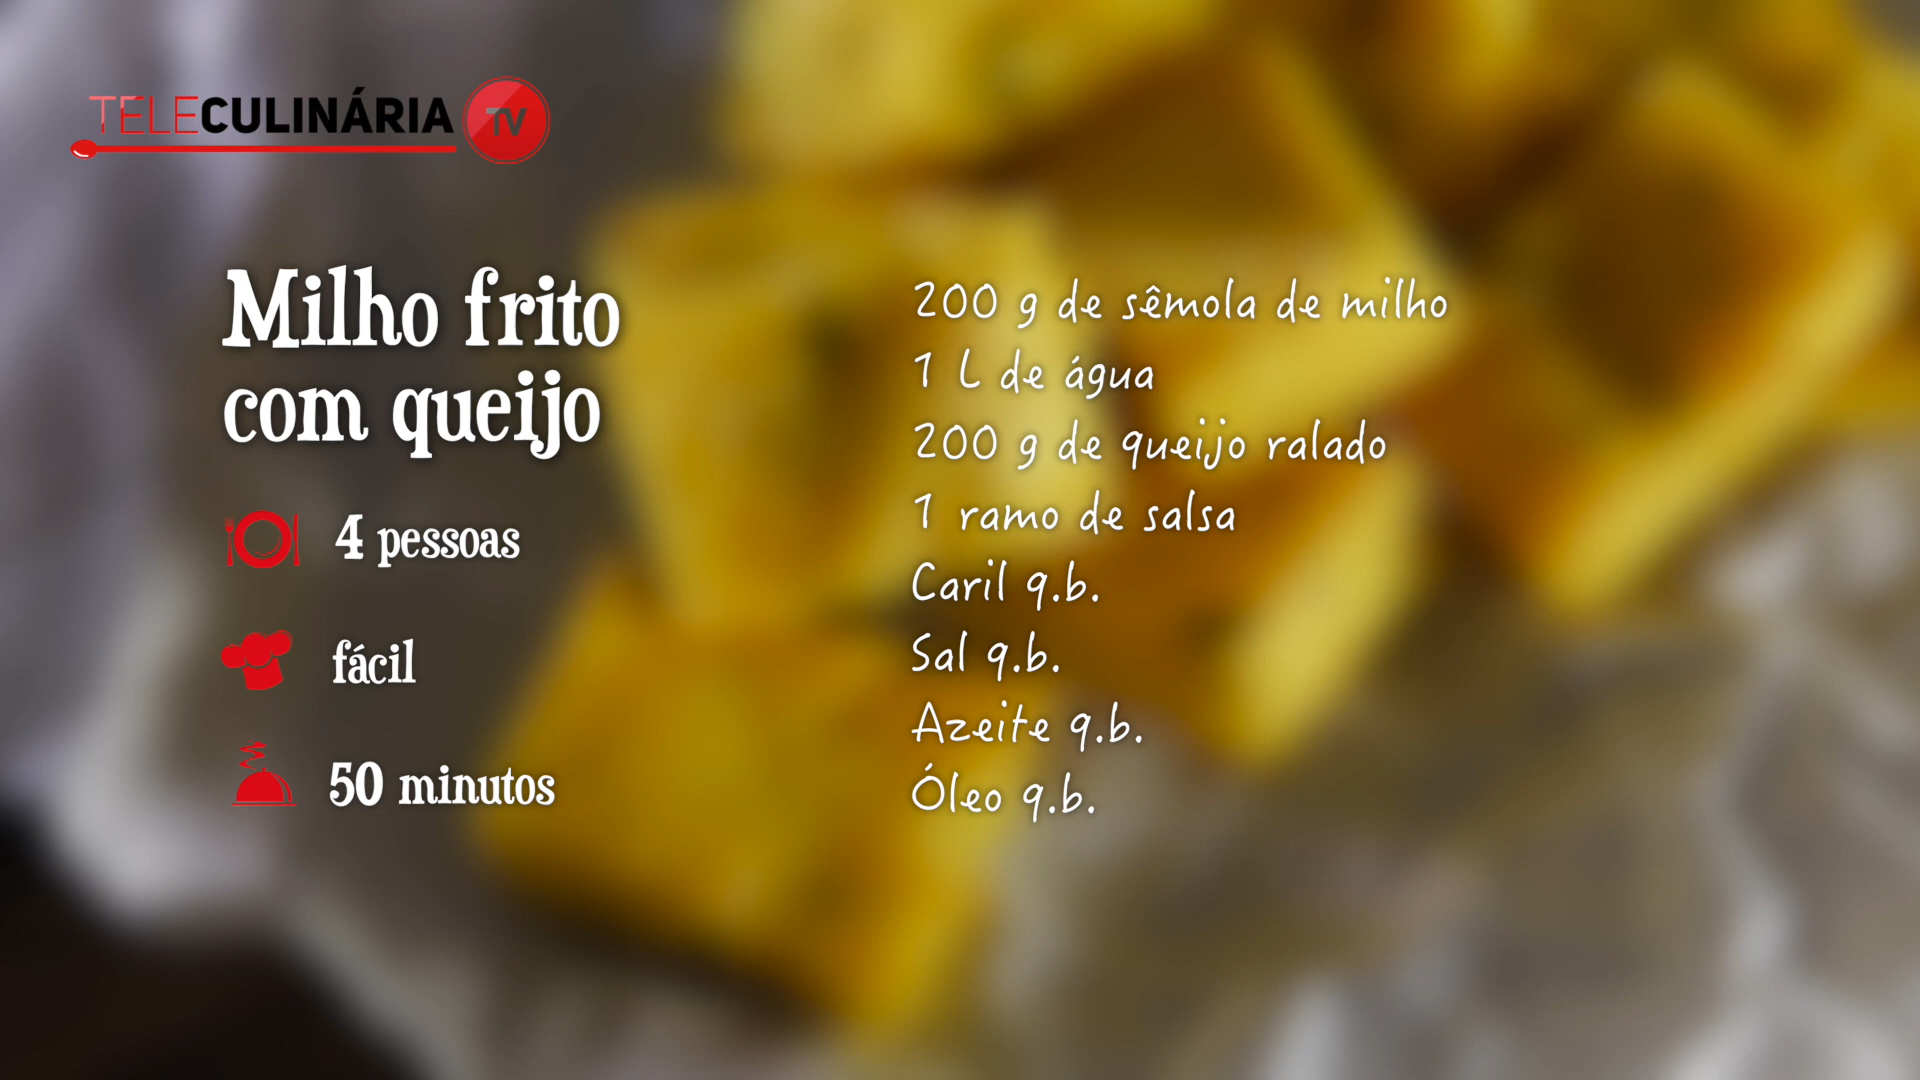 TELECULINÁRIA TV
Milho frito
com queijo
4 pessoas
fácil
50 minutos
200 g de sêmola de milho
1 L de água
200 g de queijo ralado
1 ramo de salsa
Caril q.b.
Sal q.b.
Azeite q.b.
Óleo q.b.